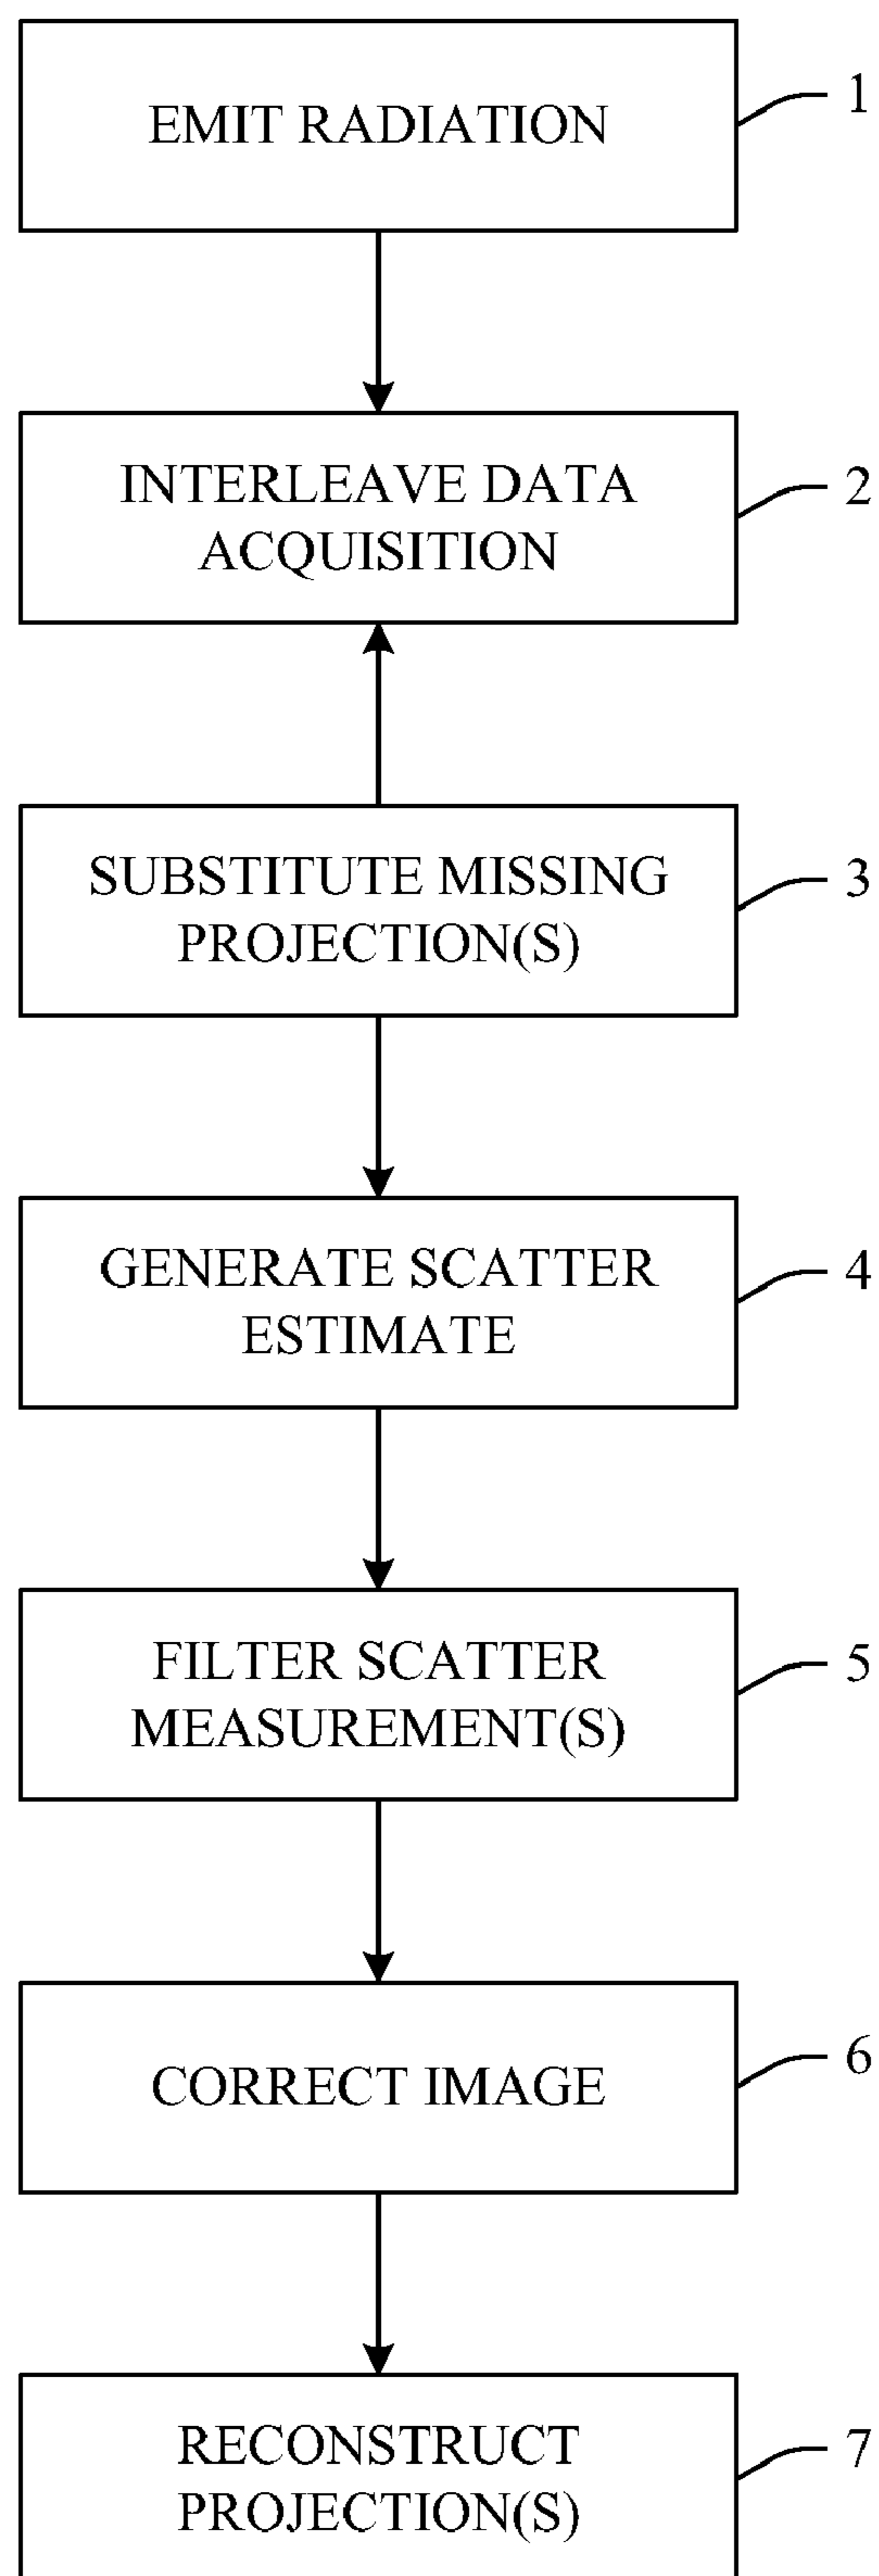 EMIT RADIATION
1
INTERLEAVE DATA
ACQUISITION
2
SUBSTITUTE MISSING
PROJECTION(S)
3
GENERATE SCATTER
ESTIMATE
4
FILTER SCATTER
MEASUREMENT(S)
5
CORRECT IMAGE
6
RECONSTRUCT
PROJECTION(S)
7